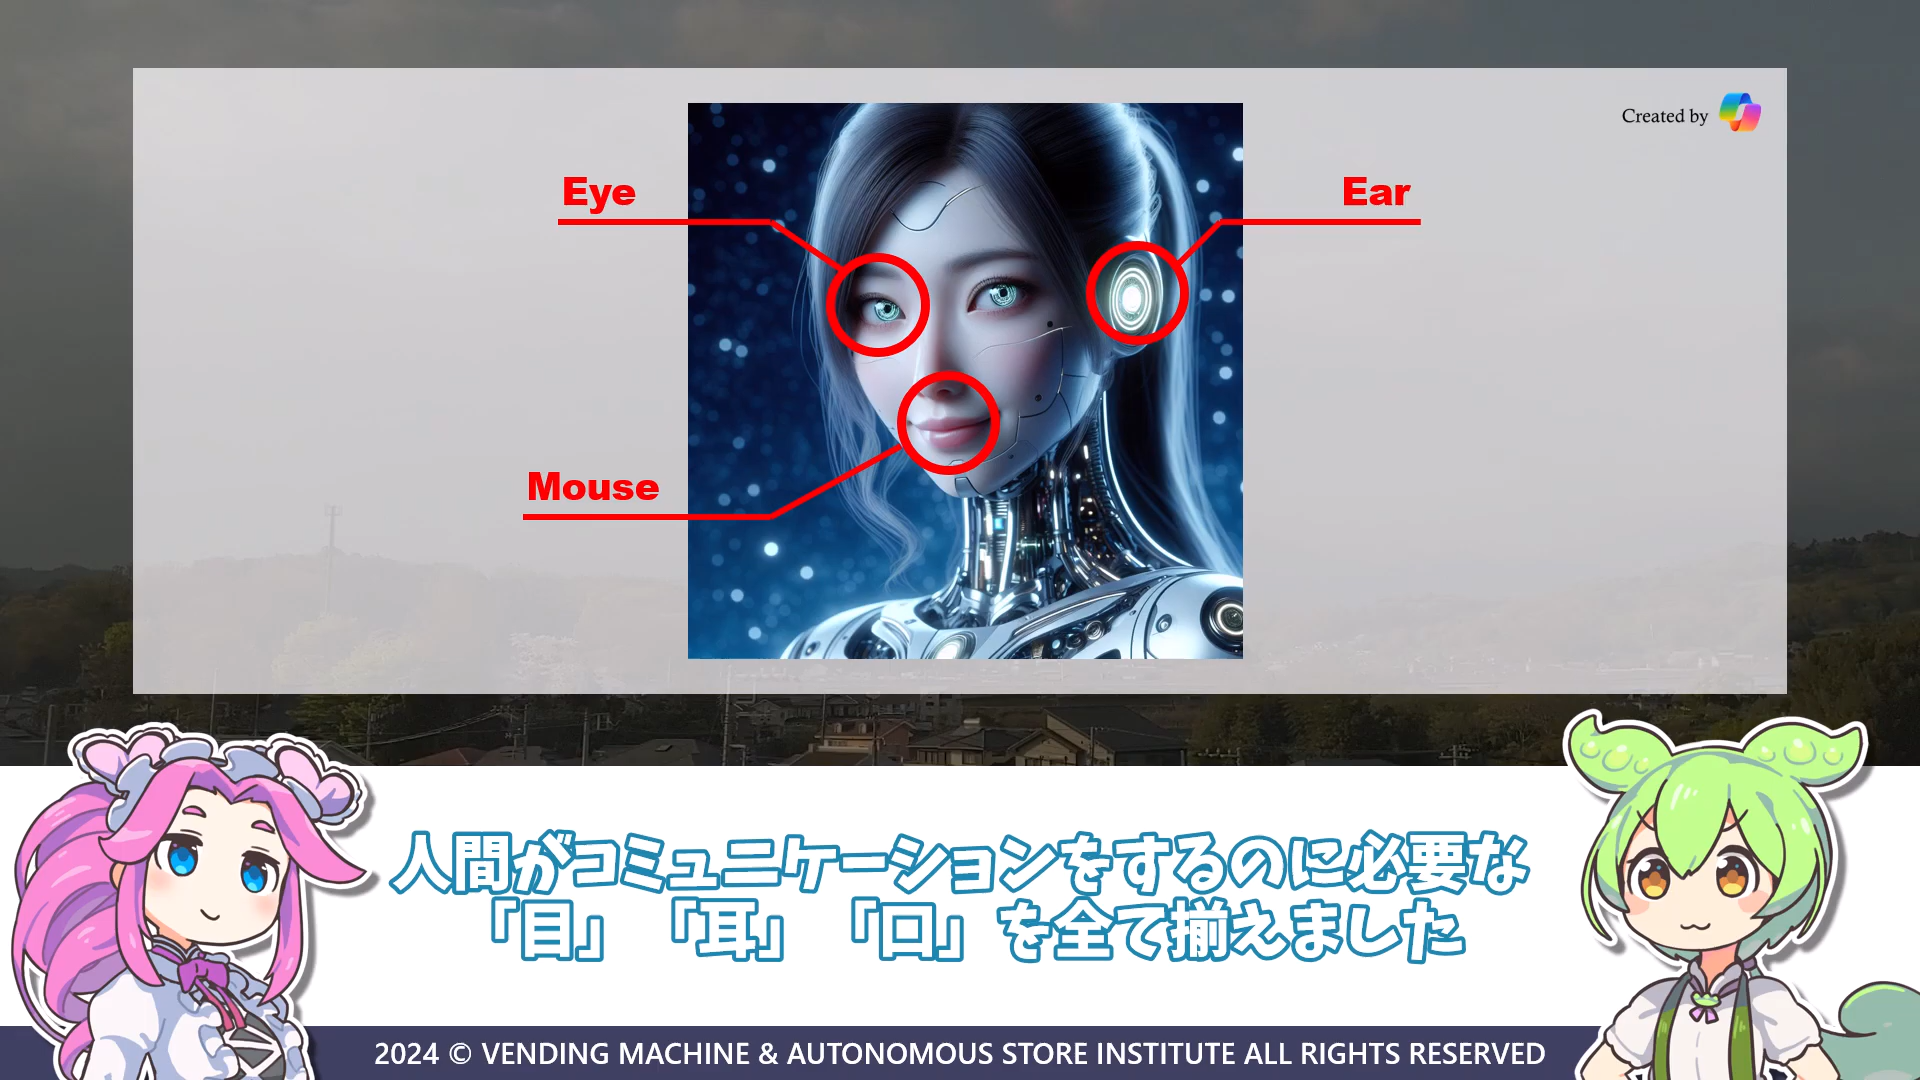 Created by
Eye
Ear
Mouse
人間がコミュニケーションをするのに必要な
「目」「耳」「口」を全て揃えました
2024 © VENDING MACHINE & AUTONOMOUS STORE INSTITUTE ALL RIGHTS RESERVED